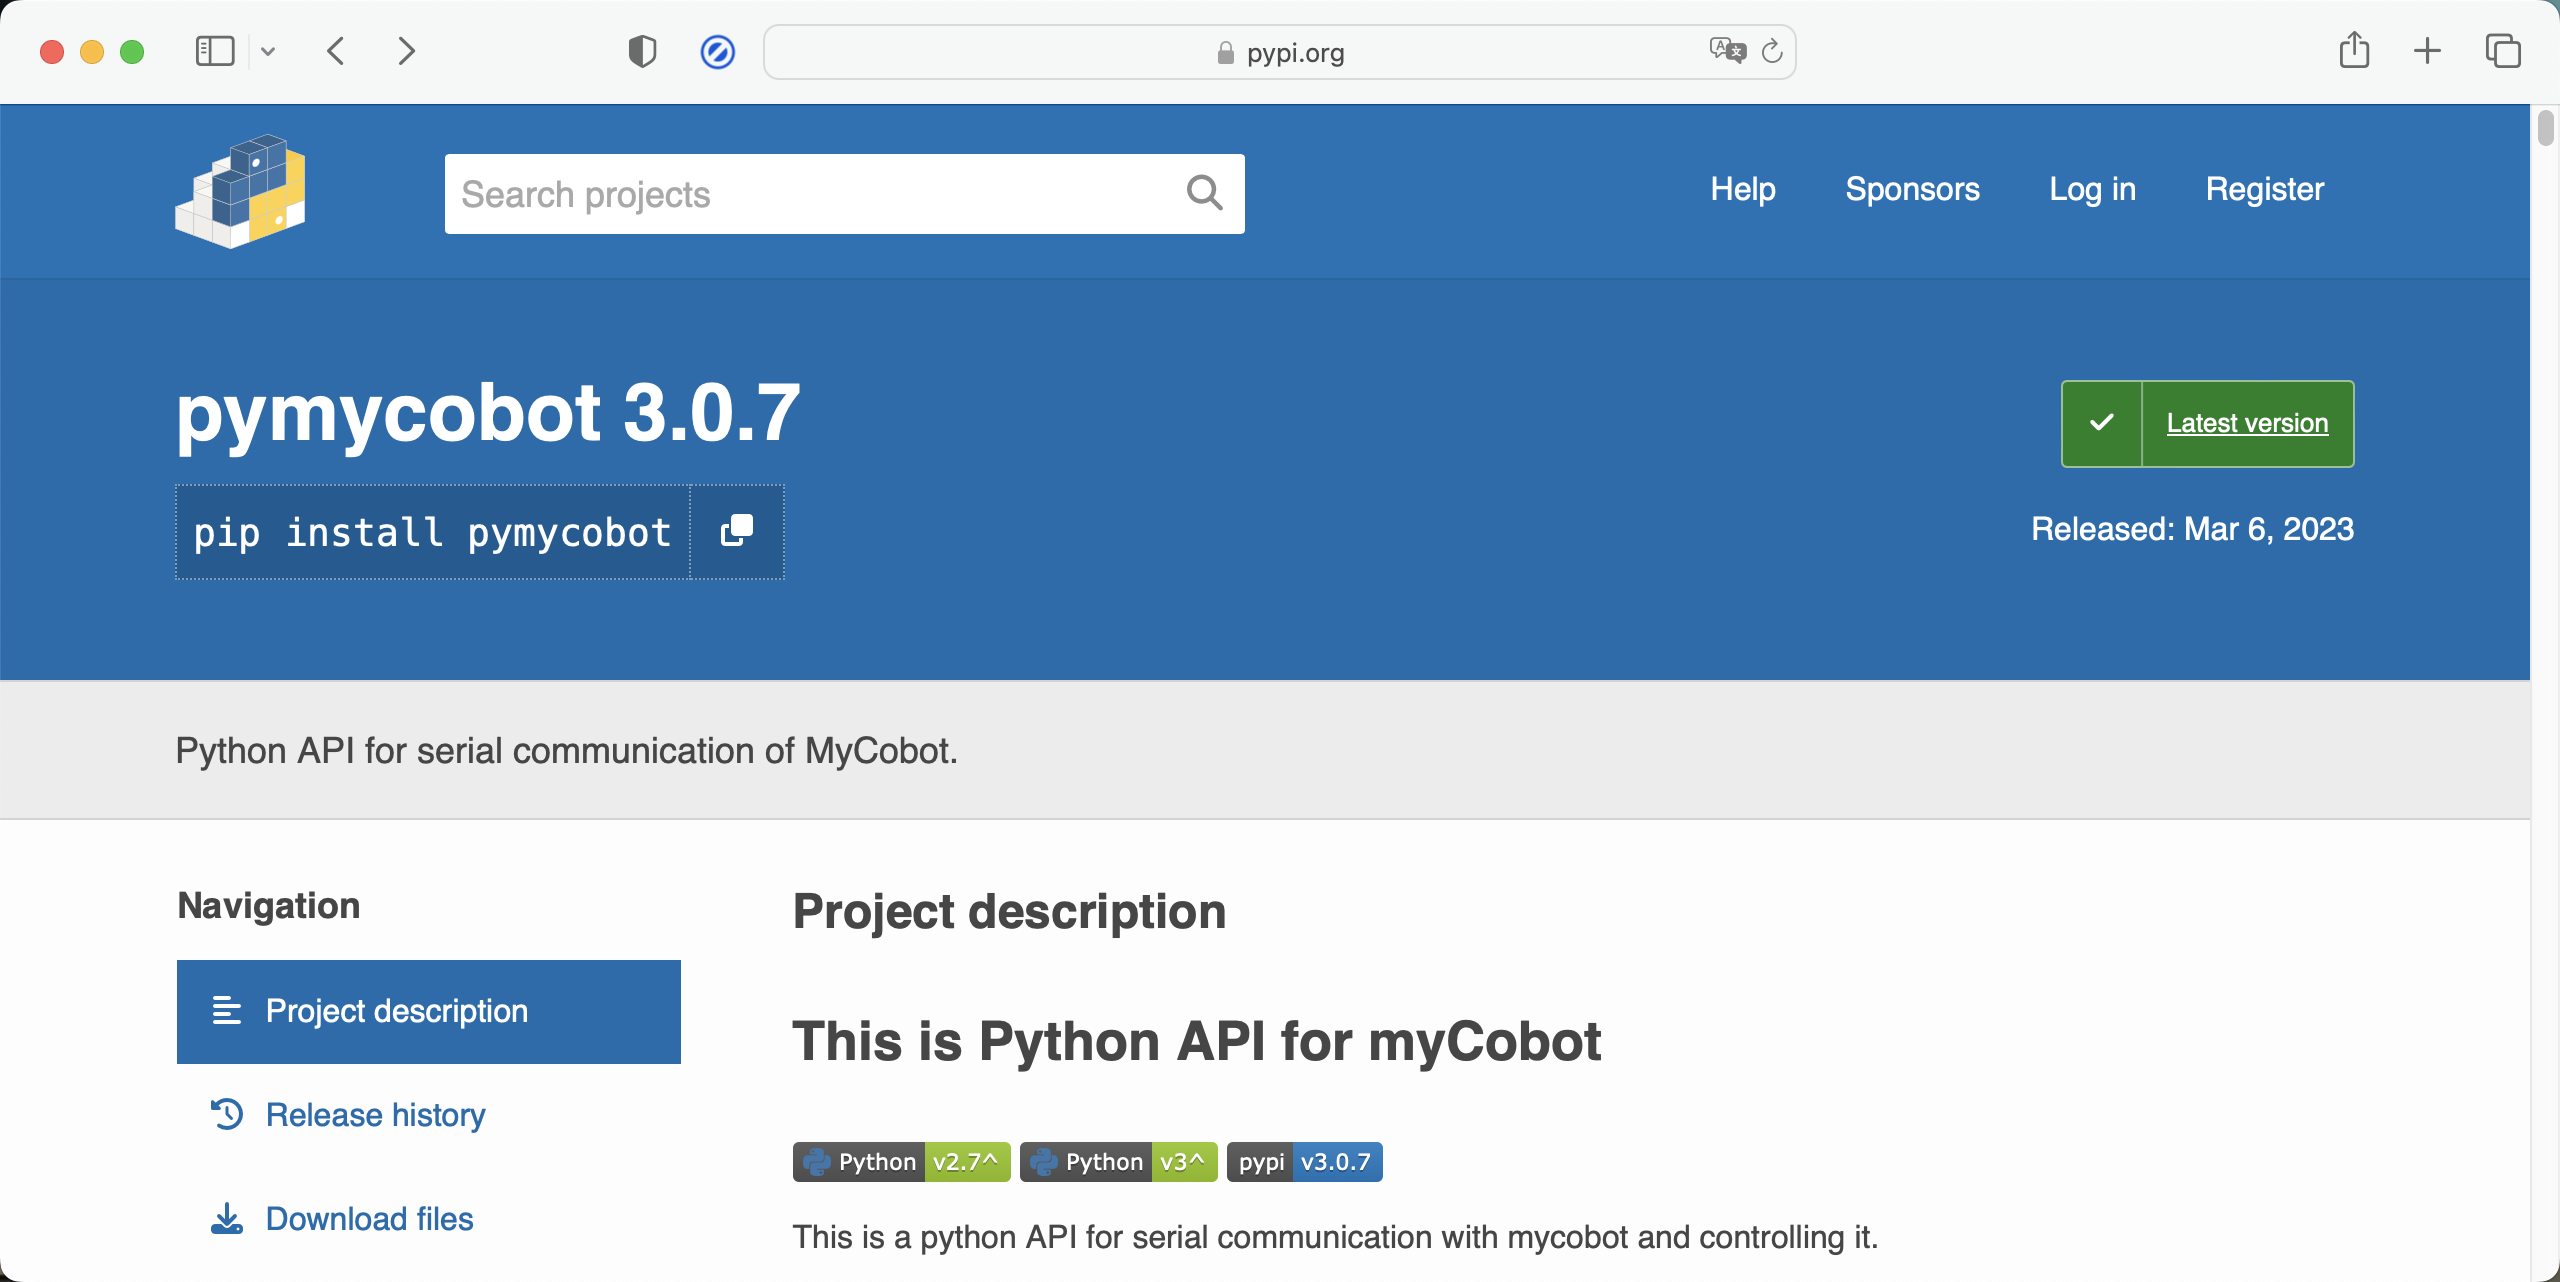 pypi.org
Search projects
Help
Sponsors
Log in
Register
pymycobot 3.0.7
pip install pymycobot
Latest version
Released: Mar 6, 2023
Python API for serial communication of MyCobot.
Navigation
Project description
Release history
Download files
Project description
This is Python API for myCobot
Python v2.7^ Python v3^ pypi v3.0.7
This is a python API for serial communication with mycobot and controlling it.